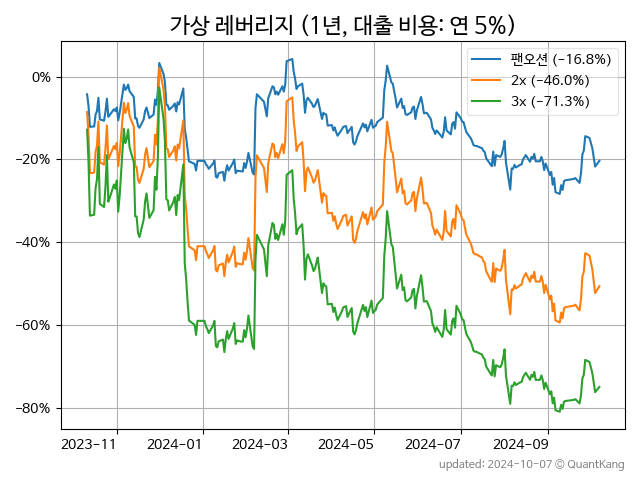 가상 레버리지 (1년, 대출 비용: 연 5%)
팬오션 (−16.8%)
2x (−46.0%)
3x (−71.3%)
0%
−20%
−40%
−60%
−80%
2023-11
2024-01
2024-03
2024-05
2024-07
2024-09
updated: 2024-10-07 © QuantKang